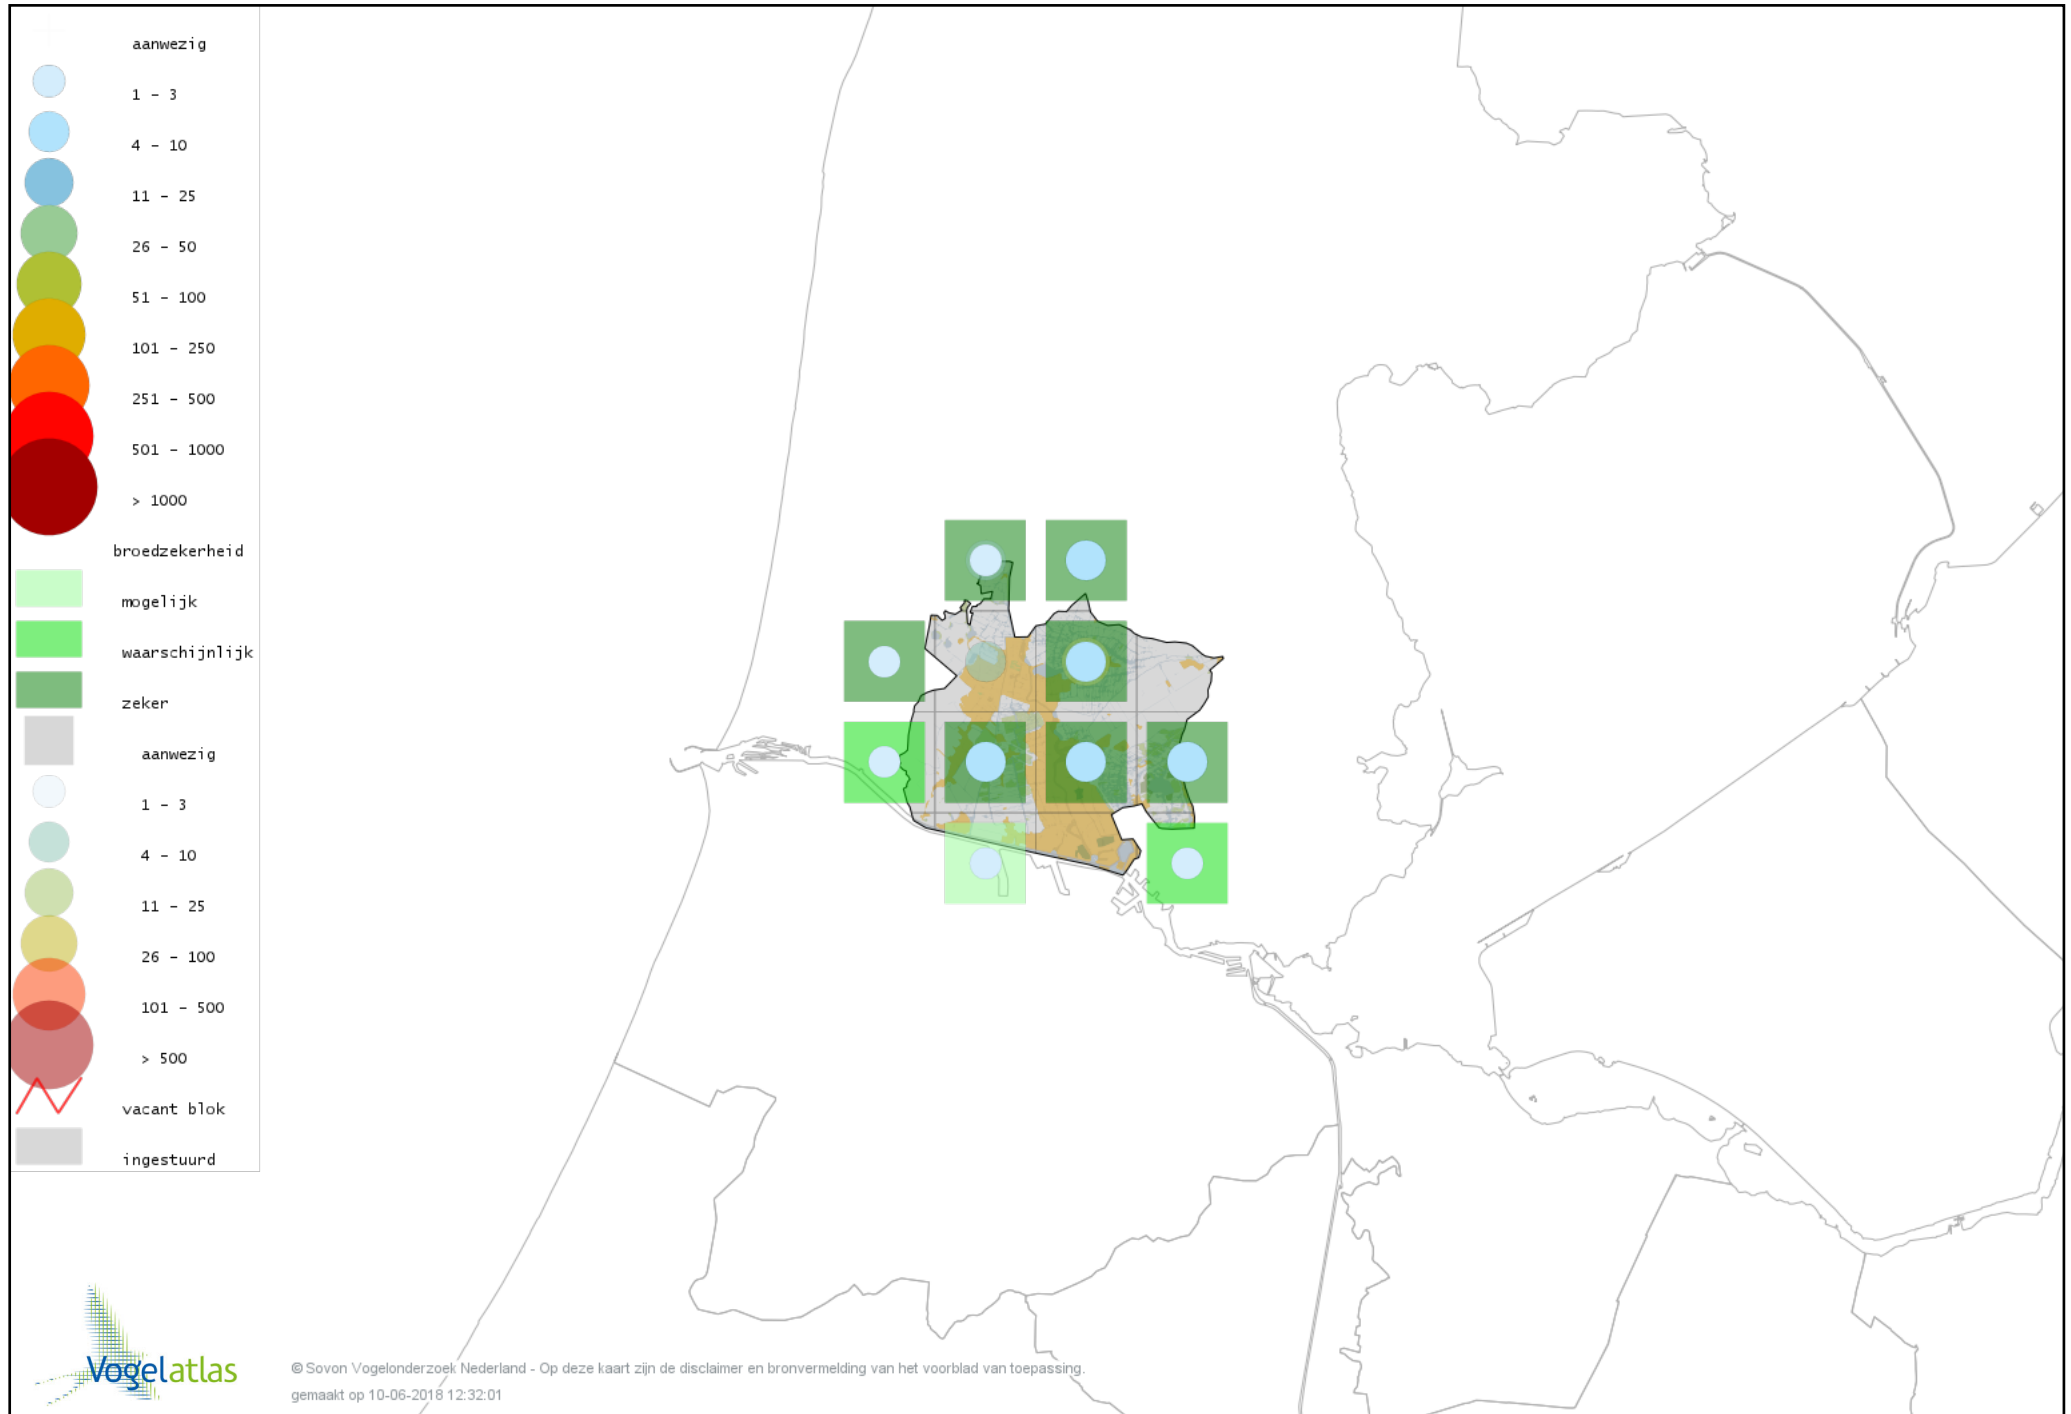 aanwezig
1 - 3
4 - 10
11 - 25
26 - 50
51 - 100
101 - 250
251 - 500
501 - 1000
> 1000
broedzekerheid
mogelijk
waarschijnlijk
zeker
aanwezig
1 - 3
4 - 10
11 - 25
26 - 100
101 - 500
> 500
vacant blok
ingestuurd
Vogelatlas
© Sovon Vogelonderzoek Nederland - Op deze kaart zijn de disclaimer en bronvermelding van het voorblad van toepassing.
gemaakt op 10-06-2018 12:32:01